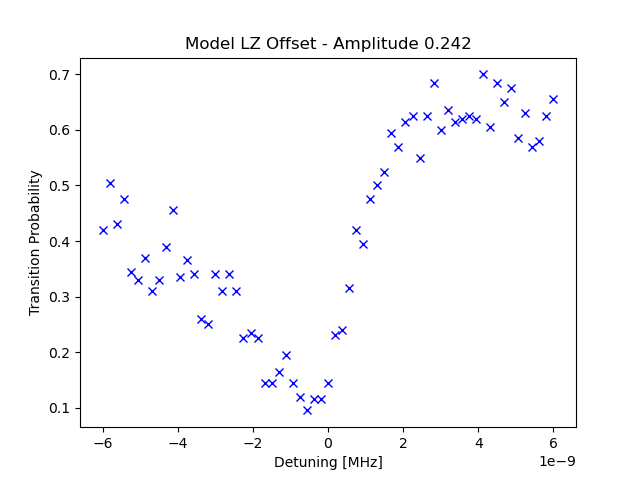 Model LZ Offset - Amplitude 0.242
0.7
0.6
0.5
0.4
0.3
0.2
0.1
Transition Probability
−6 −4 −2 0 2 4 6
1e−9
Detuning [MHz]